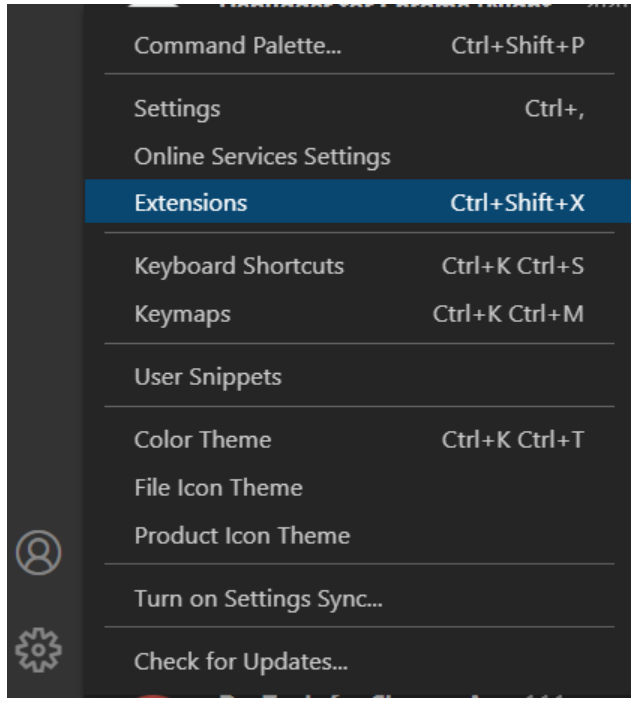 Command Palette... Ctrl+Shift+P
Settings Ctrl+,
Online Services Settings
Extensions Ctrl+Shift+X
Keyboard Shortcuts Ctrl+K Ctrl+S
Keymaps Ctrl+K Ctrl+M
User Snippets
Color Theme Ctrl+K Ctrl+T
File Icon Theme
Product Icon Theme
Turn on Settings Sync...
Check for Updates...